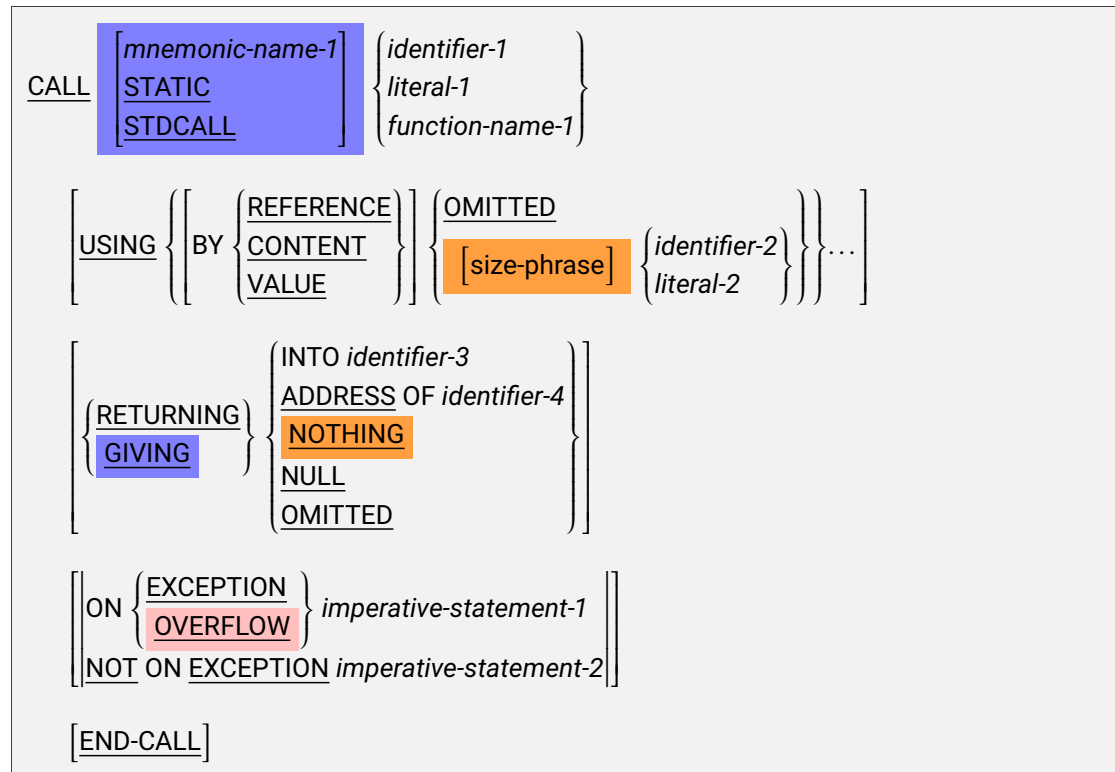 CALL [mnemonic-name-1 {identifier-1
STATIC literal-1
STDCALL] function-name-1}
[USING {[BY {REFERENCE {OMITTED
CONTENT [size-phrase] {identifier-2
VALUE}] literal-2}}}...]
[{RETURNING {INTO identifier-3
GIVING} ADDRESS OF identifier-4
NOTHING
NULL
OMITTED}]
[|ON {EXCEPTION
OVERFLOW} imperative-statement-1
NOT ON EXCEPTION imperative-statement-2|]
[END-CALL]